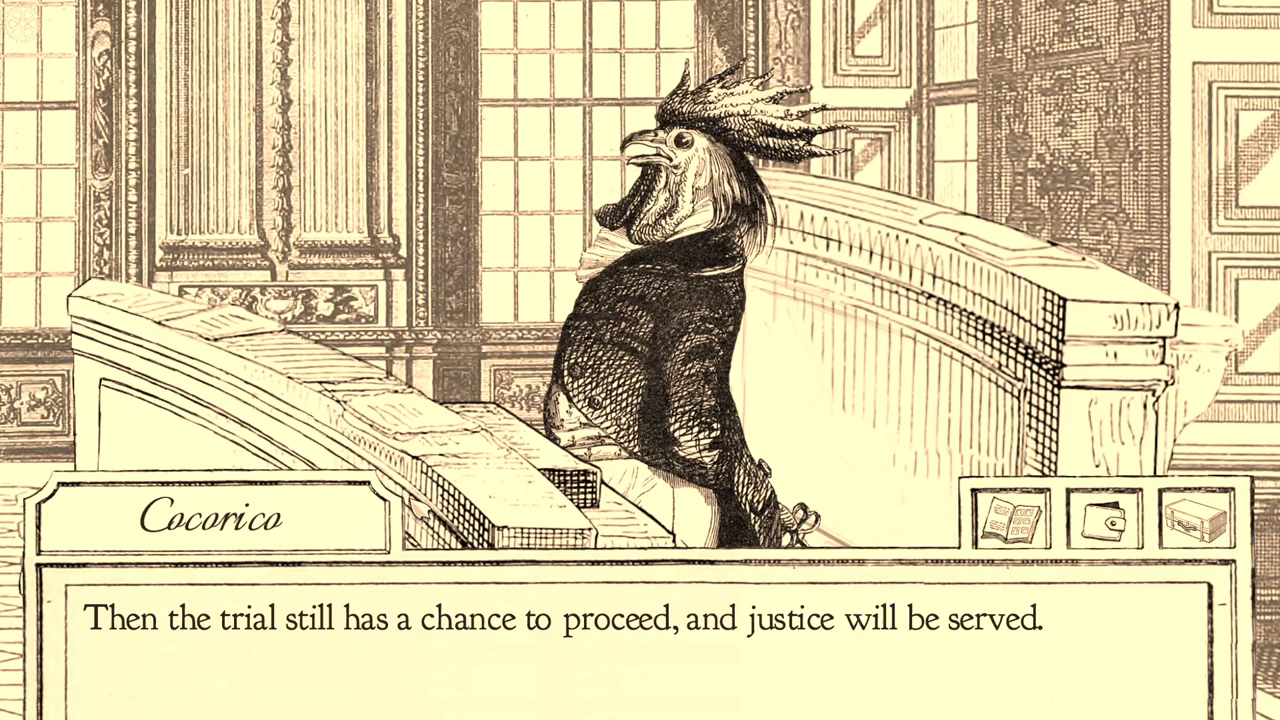 Cocorico
Then the trial still has a chance to proceed, and justice will be served.